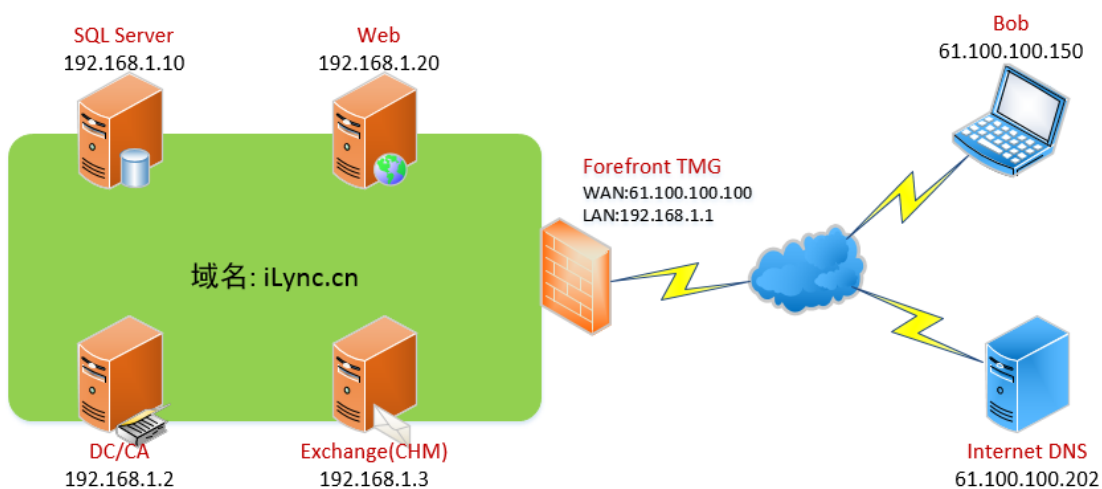 SQL Server
192.168.1.10
Web
192.168.1.20
Bob
61.100.100.150
Forefront TMG
WAN:61.100.100.100
LAN:192.168.1.1
域名: iLync.cn
DC/CA
192.168.1.2
Exchange(CHM)
192.168.1.3
Internet DNS
61.100.100.202